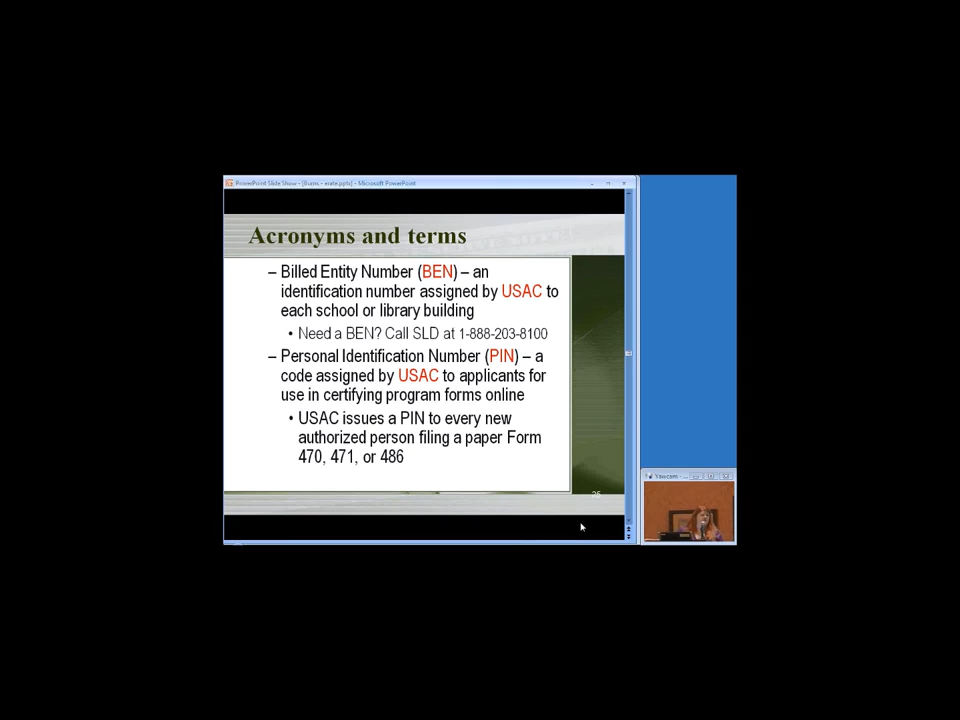 PowerPoint Slide Show - [Burns - erate.pptx] - Microsoft PowerPoint
Acronyms and terms
– Billed Entity Number (BEN) – an
identification number assigned by USAC to
each school or library building
• Need a BEN? Call SLD at 1-888-203-8100
– Personal Identification Number (PIN) – a
code assigned by USAC to applicants for
use in certifying program forms online
• USAC issues a PIN to every new
authorized person filing a paper Form
470, 471, or 486
Yawcam - ...